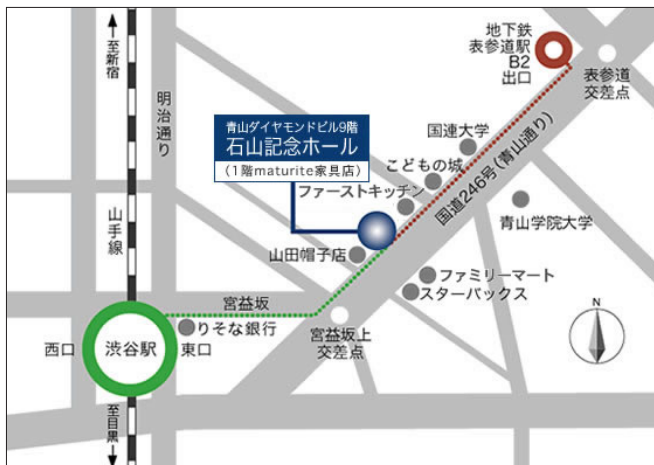 地下鉄
表参道駅
B2
出口
表参道
交差点
←至新宿
明治通り
青山ダイヤモンドビル9階
石山記念ホール
(1階maturite家具店)
国連大学
こどもの城
ファーストキッチン
国道246号(青山通り)
青山学院大学
山手線
山田帽子店
ファミリーマート
スターバックス
宮益坂
りそな銀行
宮益坂上
交差点
N
西口
渋谷駅
東口
至目黒→